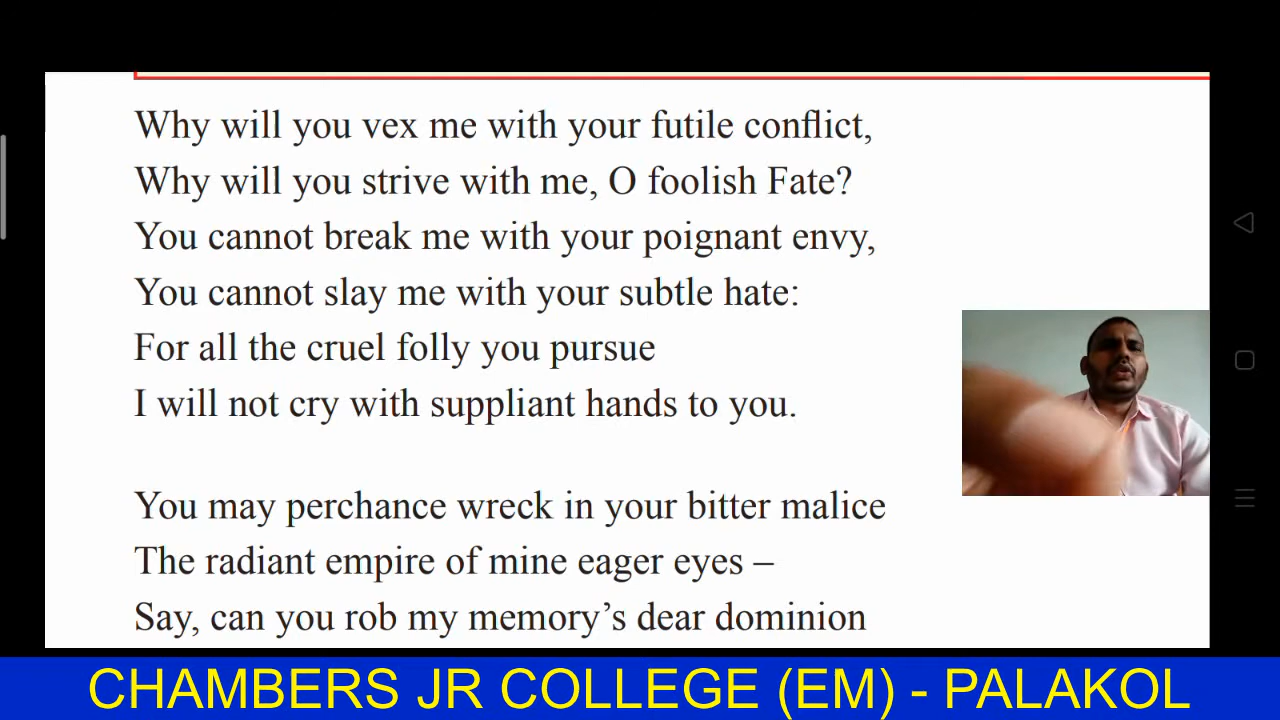 Why will you vex me with your futile conflict,
Why will you strive with me, O foolish Fate?
You cannot break me with your poignant envy,
You cannot slay me with your subtle hate:
For all the cruel folly you pursue
I will not cry with suppliant hands to you.
You may perchance wreck in your bitter malice
The radiant empire of mine eager eyes –
Say, can you rob my memory’s dear dominion
CHAMBERS JR COLLEGE (EM) - PALAKOL